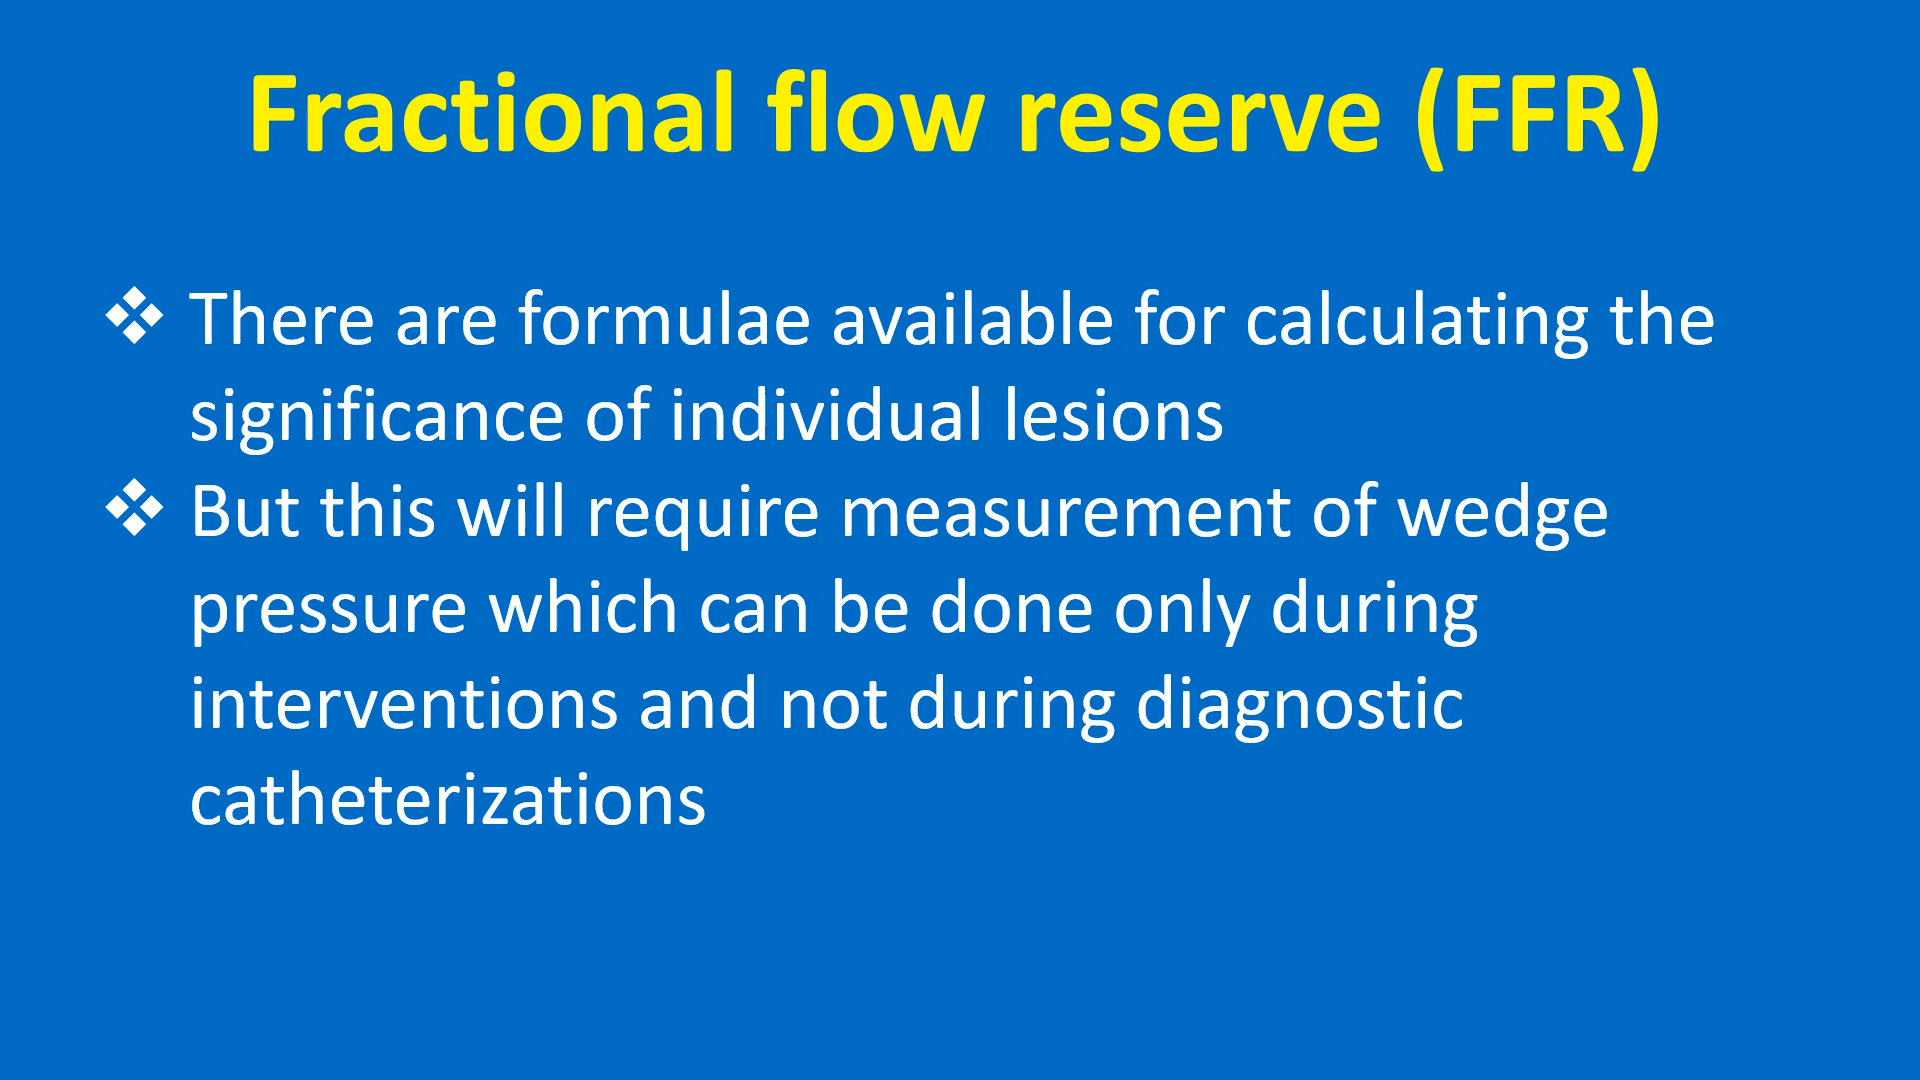 Fractional flow reserve (FFR)
❖ There are formulae available for calculating the
significance of individual lesions
❖ But this will require measurement of wedge
pressure which can be done only during
interventions and not during diagnostic
catheterizations